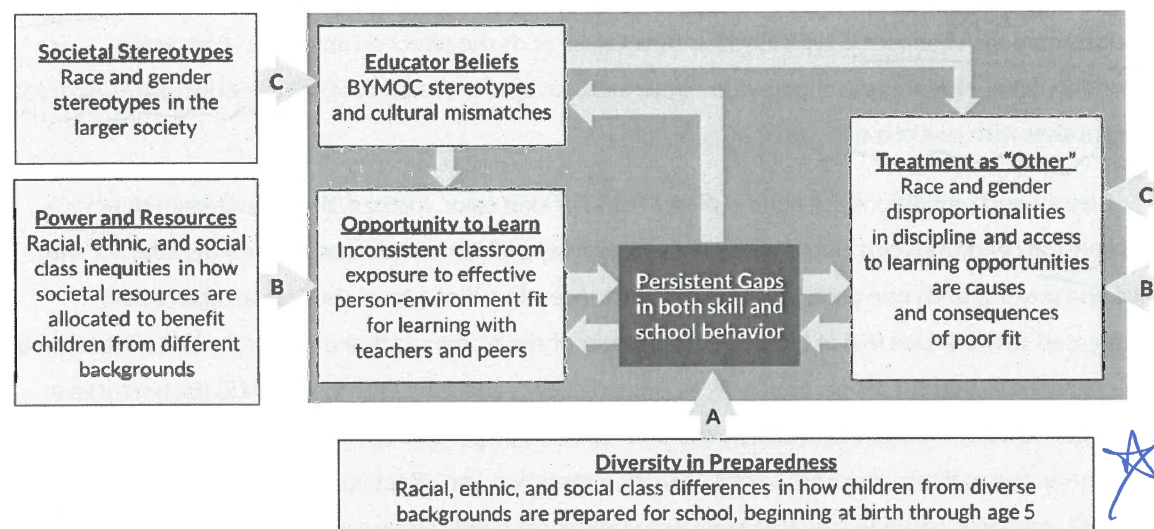 Societal Stereotypes
Race and gender
stereotypes in the
larger society
C
Educator Beliefs
BYMOC stereotypes
and cultural mismatches
Power and Resources
Racial, ethnic, and social
class inequities in how
societal resources are
allocated to benefit
children from different
backgrounds
B
Opportunity to Learn
Inconsistent classroom
exposure to effective
person-environment fit
for learning with
teachers and peers
Persistent Gaps
in both skill and
school behavior
Treatment as "Other"
Race and gender
disproportionalities
in discipline and access
to learning opportunities
are causes
and consequences
of poor fit
C
B
A
Diversity in Preparedness
Racial, ethnic, and social class differences in how children from diverse
backgrounds are prepared for school, beginning at birth through age 5